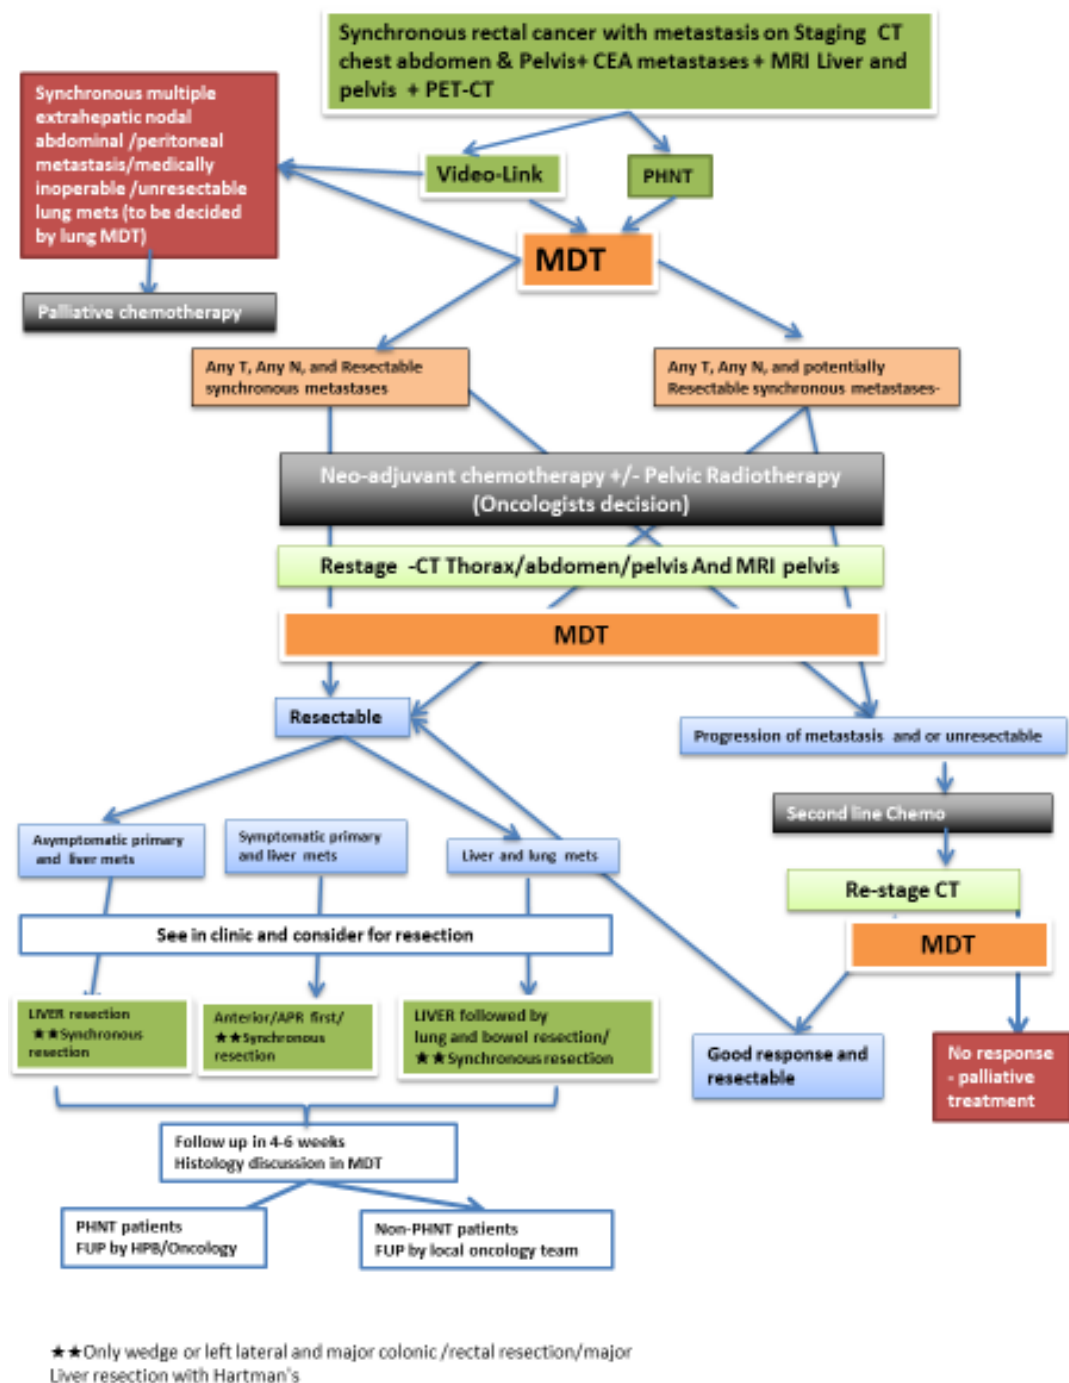 Synchronous rectal cancer with metastasis on Staging CT
chest abdomen & Pelvis+ CEA metastases + MRI Liver and
pelvis + PET-CT
Synchronous multiple
extrahepatic nodal
abdominal /peritoneal
metastasis/medically
inoperable /unresectable
lung mets (to be decided
by lung MDT)
Video-Link
PHNT
MDT
Palliative chemotherapy
Any T, Any N, and Resectable
synchronous metastases
Any T, Any N, and potentially
Resectable synchronous metastases-
Neo-adjuvant chemotherapy +/- Pelvic Radiotherapy
(Oncologists decision)
Restage -CT Thorax/abdomen/pelvis And MRI pelvis
MDT
Resectable
Progression of metastasis and or unresectable
Second line Chemo
Asymptomatic primary
and liver mets
Symptomatic primary
and liver mets
Liver and lung mets
Re-stage CT
See in clinic and consider for resection
MDT
LIVER resection
★★Synchronous
resection
Anterior/APR first/
★★Synchronous
resection
LIVER followed by
lung and bowel resection/
★★Synchronous resection
Good response and
resectable
No response
- palliative
treatment
Follow up in 4-6 weeks
Histology discussion in MDT
PHNT patients
FUP by HPB/Oncology
Non-PHNT patients
FUP by local oncology team
★★Only wedge or left lateral and major colonic /rectal resection/major
Liver resection with Hartman's